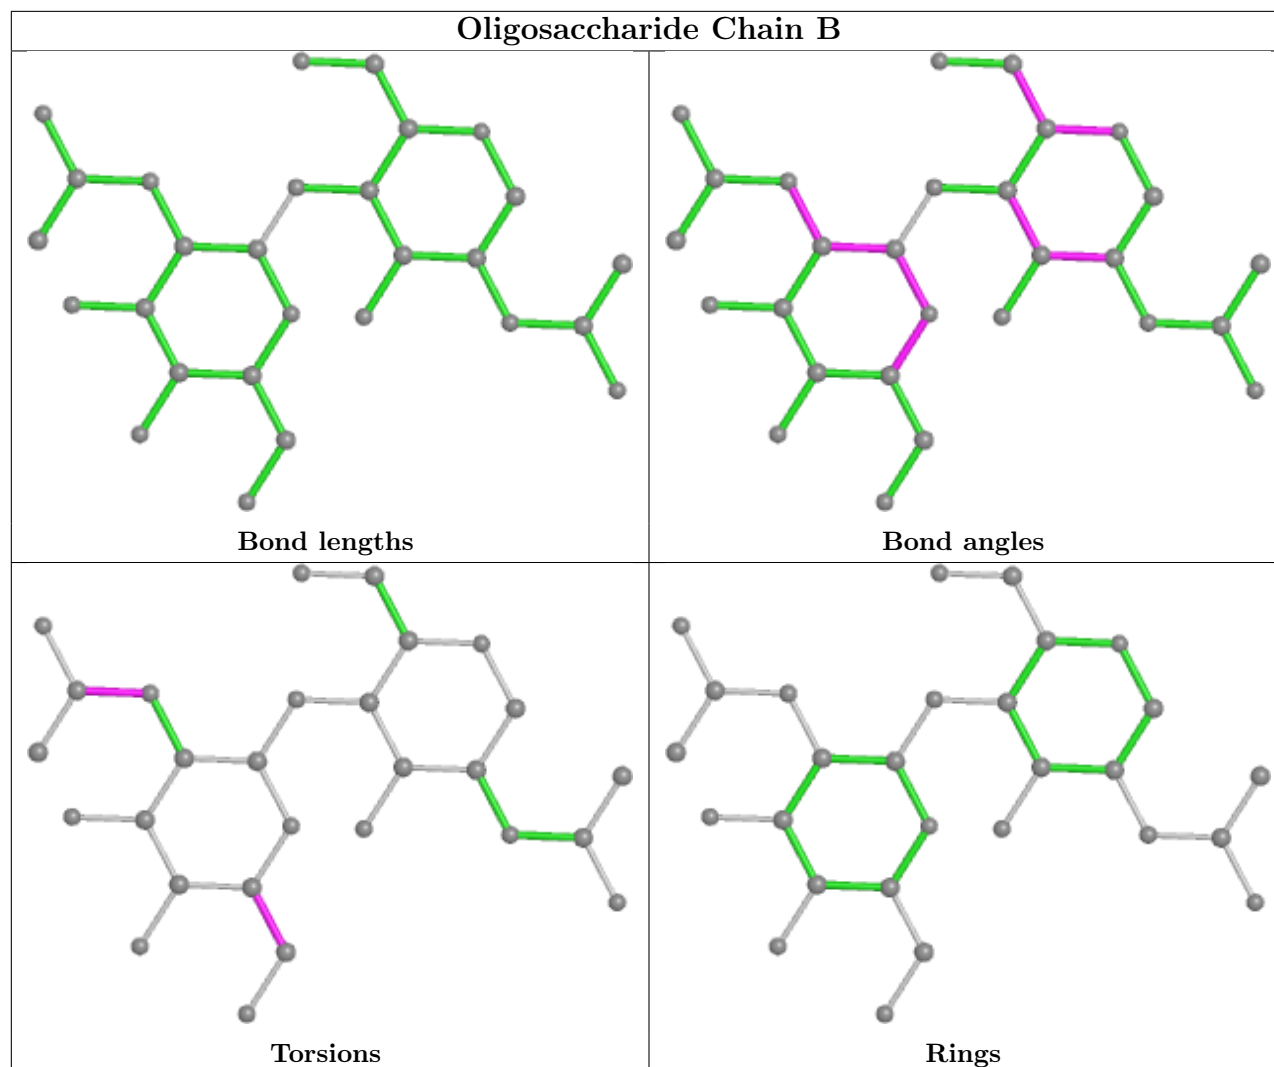 Oligosaccharide Chain B
Bond lengths
Bond angles
Torsions
Rings